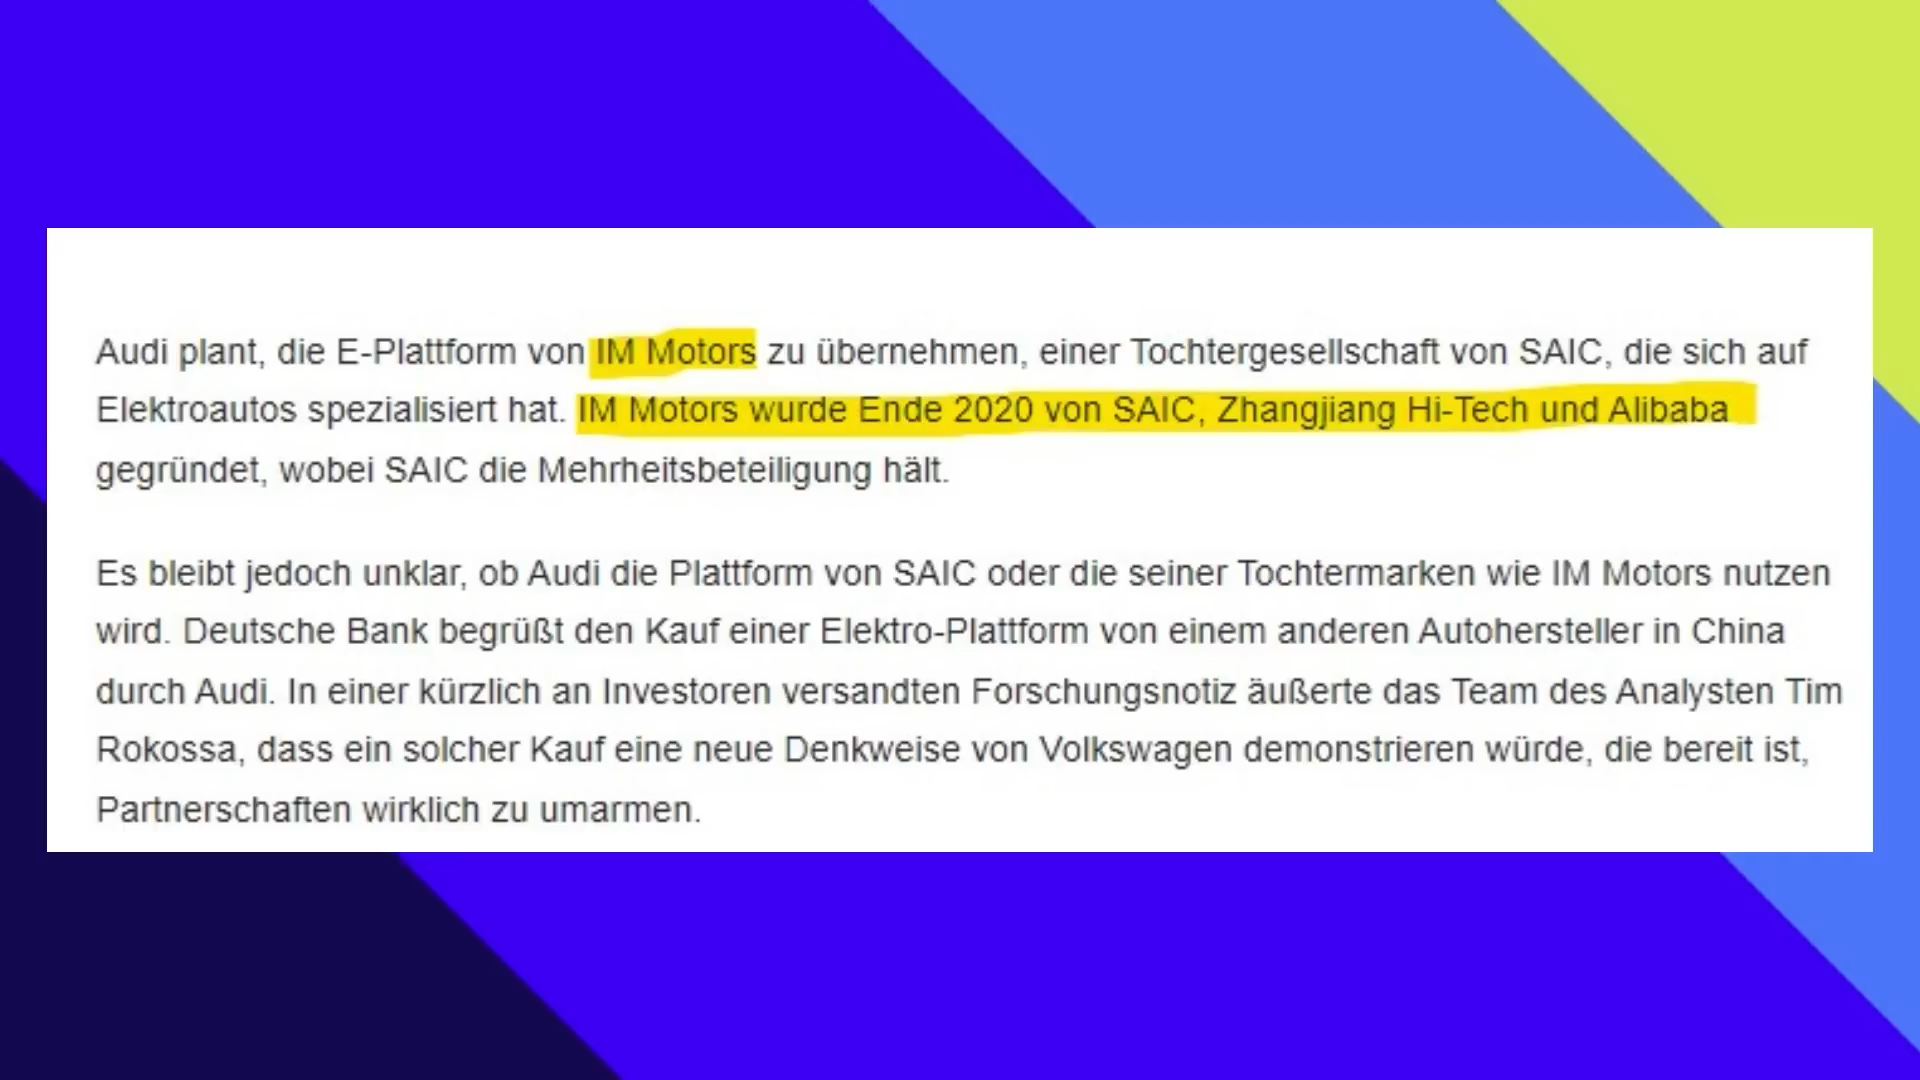 Audi plant, die E-Plattform von IM Motors zu übernehmen, einer Tochtergesellschaft von SAIC, die sich auf
Elektroautos spezialisiert hat. IM Motors wurde Ende 2020 von SAIC, Zhangjiang Hi-Tech und Alibaba
gegründet, wobei SAIC die Mehrheitsbeteiligung hält.
Es bleibt jedoch unklar, ob Audi die Plattform von SAIC oder die seiner Tochtermarken wie IM Motors nutzen
wird. Deutsche Bank begrüßt den Kauf einer Elektro-Plattform von einem anderen Autohersteller in China
durch Audi. In einer kürzlich an Investoren versandten Forschungsnotiz äußerte das Team des Analysten Tim
Rokossa, dass ein solcher Kauf eine neue Denkweise von Volkswagen demonstrieren würde, die bereit ist,
Partnerschaften wirklich zu umarmen.